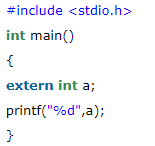 #include <stdio.h>
int main()
{
extern int a;
printf("%d",a);
}